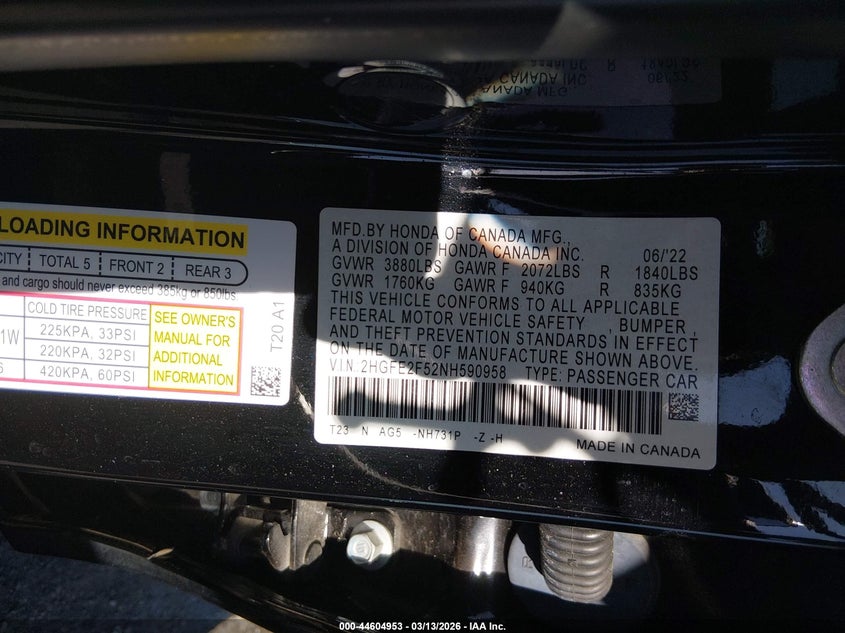 LOADING INFORMATION
CITY TOTAL 5 FRONT 2 REAR 3
and cargo should never exceed 385kg or 850lbs.
COLD TIRE PRESSURE
1W 225KPA, 33PSI
220KPA, 32PSI
420KPA, 60PSI
SEE OWNER'S
MANUAL FOR
ADDITIONAL
INFORMATION
T20 A1
MFD.BY HONDA OF CANADA MFG.,
A DIVISION OF HONDA CANADA INC. 06/'22
GVWR 3880LBS GAWR F 2072LBS R 1840LBS
GVWR 1760KG GAWR F 940KG R 835KG
THIS VEHICLE CONFORMS TO ALL APPLICABLE
FEDERAL MOTOR VEHICLE SAFETY , BUMPER ,
AND THEFT PREVENTION STANDARDS IN EFFECT
ON THE DATE OF MANUFACTURE SHOWN ABOVE.
VIN 2HGFE2F52NH590958 TYPE: PASSENGER CAR
T23 N AG5 -NH731P -Z -H
MADE IN CANADA
000-44604953 - 03/13/2026 - IAA Inc.